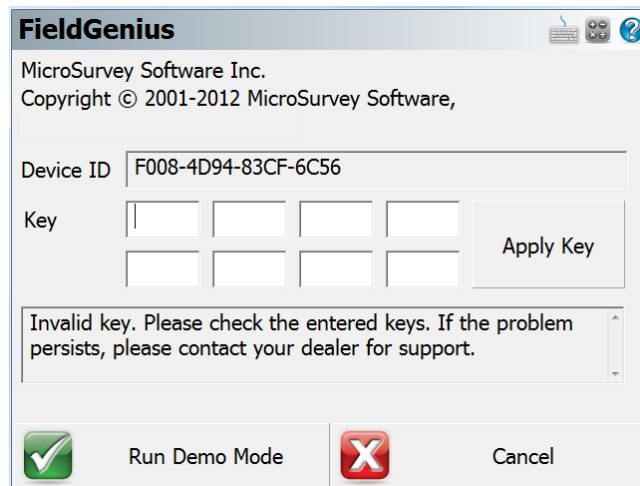 FieldGenius
MicroSurvey Software Inc.
Copyright © 2001-2012 MicroSurvey Software,
Device ID F008-4D94-83CF-6C56
Key
Apply Key
Invalid key. Please check the entered keys. If the problem
persists, please contact your dealer for support.
Run Demo Mode Cancel